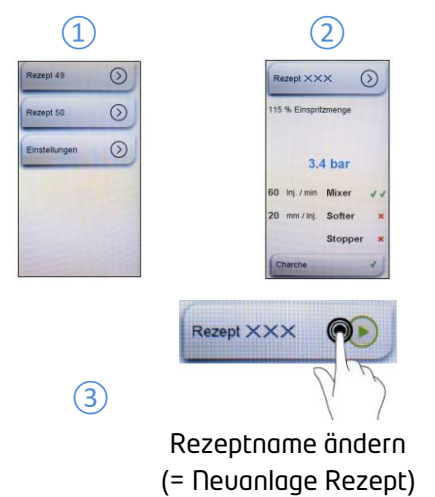 ①
②
Rezept 49
Rezept 50
Einstellungen
Rezept XXX
115 % Einspritzmenge
3.4 bar
60 Inj. / min Mixer ✓✓
20 mm / Inj. Softer ×
Stopper ×
Charche ✓
Rezept XXX
③
Rezeptname ändern
(= Neuanlage Rezept)